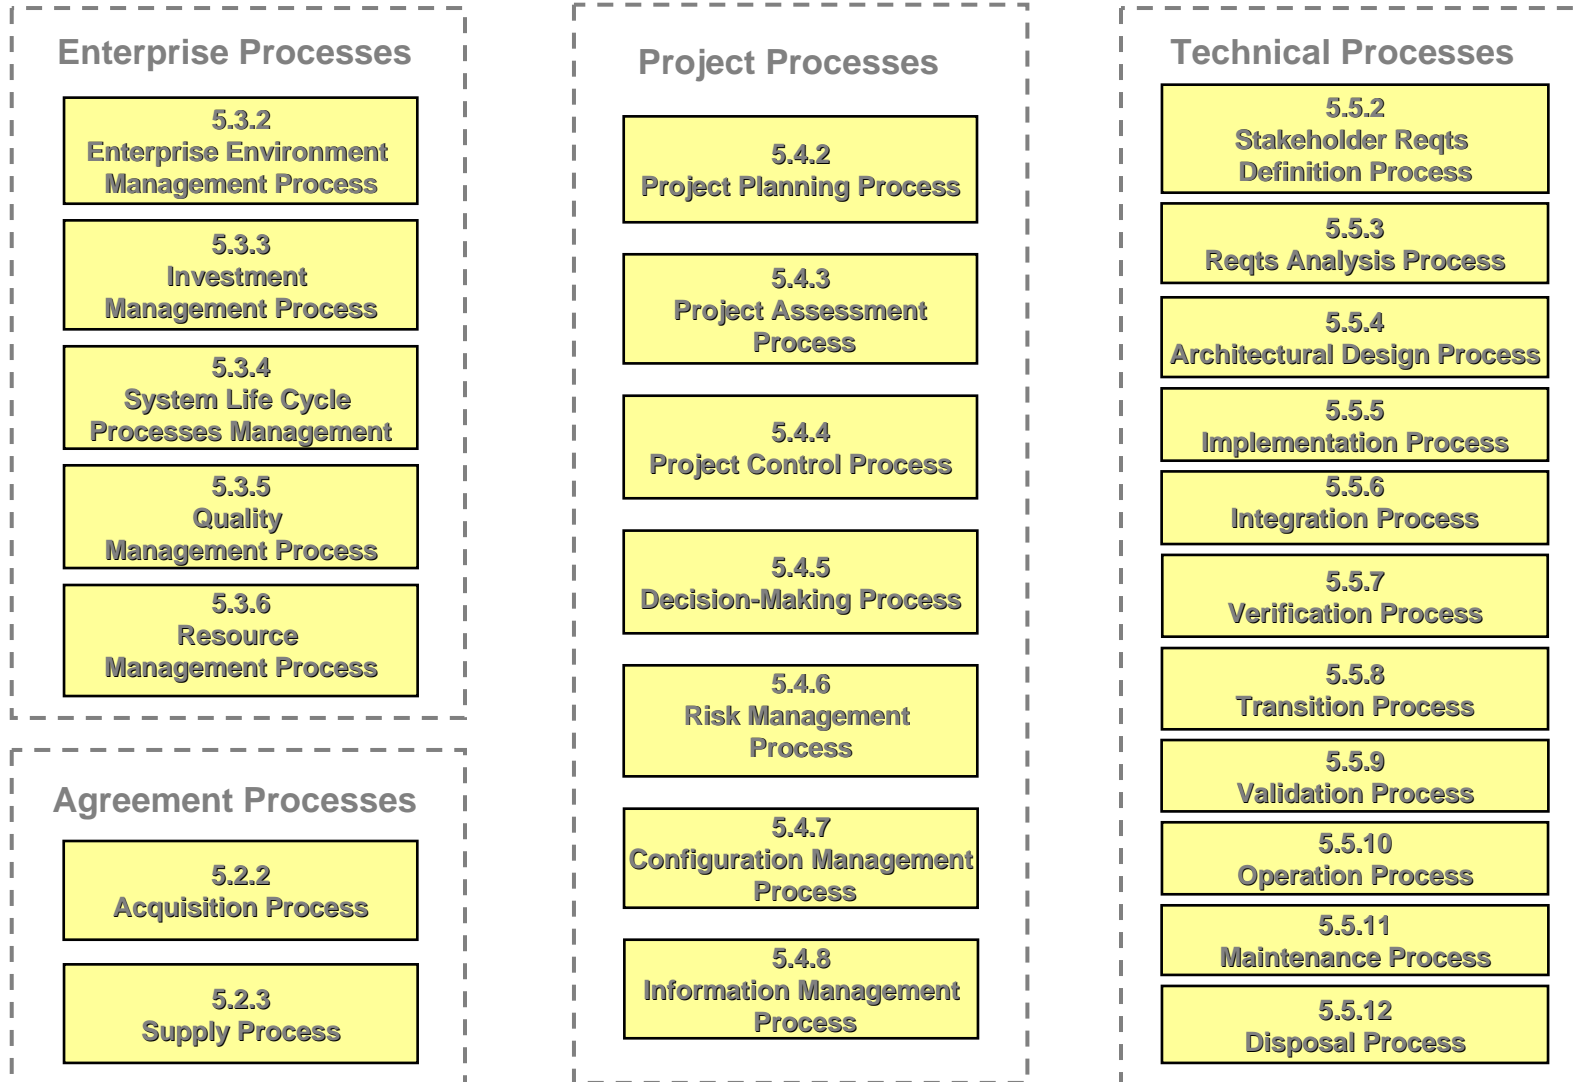 Enterprise Processes
5.3.2
Enterprise Environment
Management Process
5.3.3
Investment
Management Process
5.3.4
System Life Cycle
Processes Management
5.3.5
Quality
Management Process
5.3.6
Resource
Management Process
Agreement Processes
5.2.2
Acquisition Process
5.2.3
Supply Process
Project Processes
5.4.2
Project Planning Process
5.4.3
Project Assessment
Process
5.4.4
Project Control Process
5.4.5
Decision-Making Process
5.4.6
Risk Management
Process
5.4.7
Configuration Management
Process
5.4.8
Information Management
Process
Technical Processes
5.5.2
Stakeholder Reqts
Definition Process
5.5.3
Reqts Analysis Process
5.5.4
Architectural Design Process
5.5.5
Implementation Process
5.5.6
Integration Process
5.5.7
Verification Process
5.5.8
Transition Process
5.5.9
Validation Process
5.5.10
Operation Process
5.5.11
Maintenance Process
5.5.12
Disposal Process